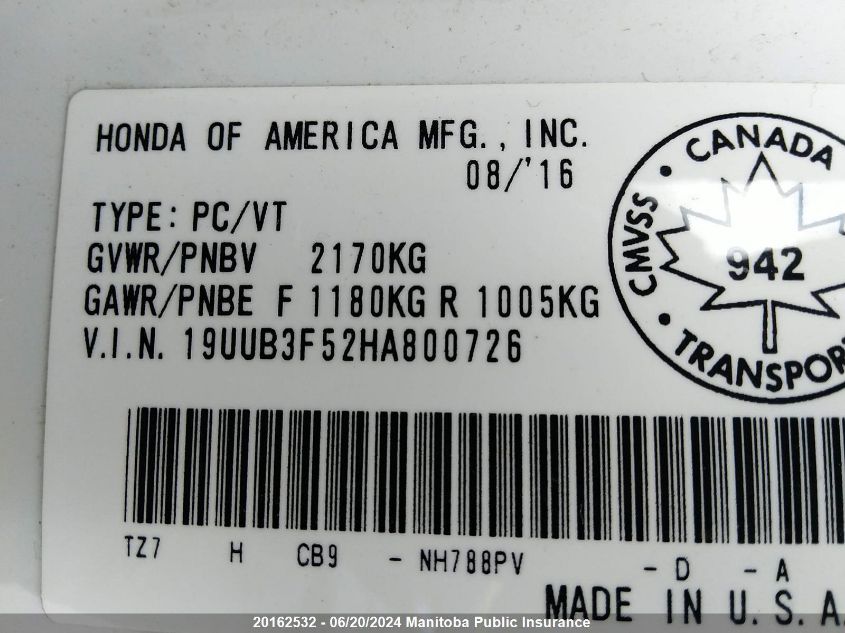 HONDA OF AMERICA MFG., INC.
08/'16
TYPE: PC/VT
GVWR/PNBV 2170KG
GAWR/PNBE F 1180KG R 1005KG
V.I.N. 19UUB3F52HA800726
CANADA
CMVSS
942
TRANSPOR
TZ7 H CB9 - NH788PV - D - A
MADE IN U.S.A.
20162532 - 06/20/2024 Manitoba Public Insurance